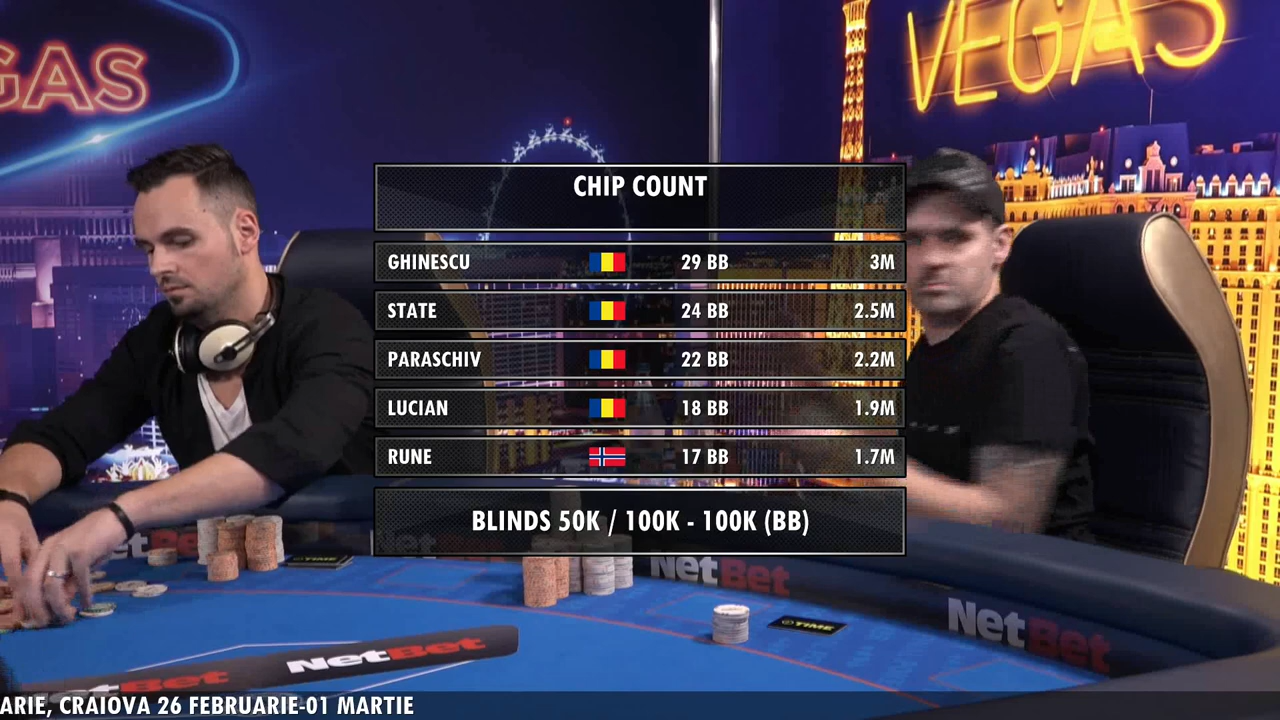 GAS
VEGAS
CHIP COUNT
GHINESCU 29 BB 3M
STATE 24 BB 2.5M
PARASCHIV 22 BB 2.2M
LUCIAN 18 BB 1.9M
RUNE 17 BB 1.7M
BLINDS 50K / 100K - 100K (BB)
NetBet
TIME
TIME
NetBet
NetBet
Bet
ARIE, CRAIOVA 26 FEBRUARIE-01 MARTIE